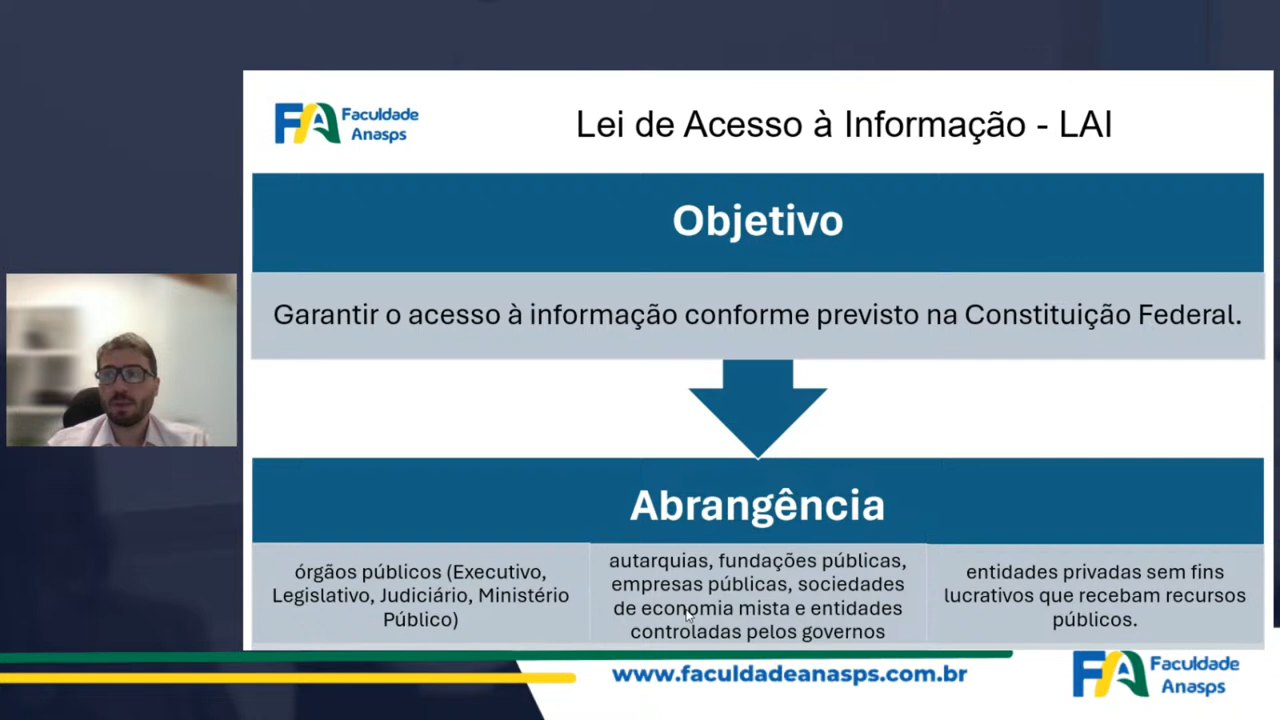 Faculdade
Anasps
Lei de Acesso à Informação - LAI
Objetivo
Garantir o acesso à informação conforme previsto na Constituição Federal.
Abrangência
órgãos públicos (Executivo,
Legislativo, Judiciário, Ministério
Público)
autarquias, fundações públicas,
empresas públicas, sociedades
de economia mista e entidades
controladas pelos governos
entidades privadas sem fins
lucrativos que recebam recursos
públicos.
www.faculdadeanasps.com.br
Faculdade
Anasps